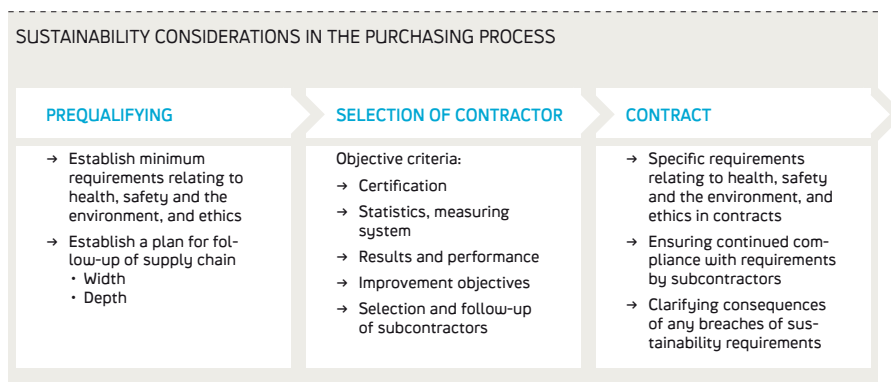 SUSTAINABILITY CONSIDERATIONS IN THE PURCHASING PROCESS
PREQUALIFYING
→ Establish minimum
requirements relating to
health, safety and the
environment, and ethics
→ Establish a plan for fol-
low-up of supply chain
• Width
• Depth
SELECTION OF CONTRACTOR
Objective criteria:
→ Certification
→ Statistics, measuring
system
→ Results and performance
→ Improvement objectives
→ Selection and follow-up
of subcontractors
CONTRACT
→ Specific requirements
relating to health, safety
and the environment, and
ethics in contracts
→ Ensuring continued com-
pliance with requirements
by subcontractors
→ Clarifying consequences
of any breaches of sus-
tainability requirements